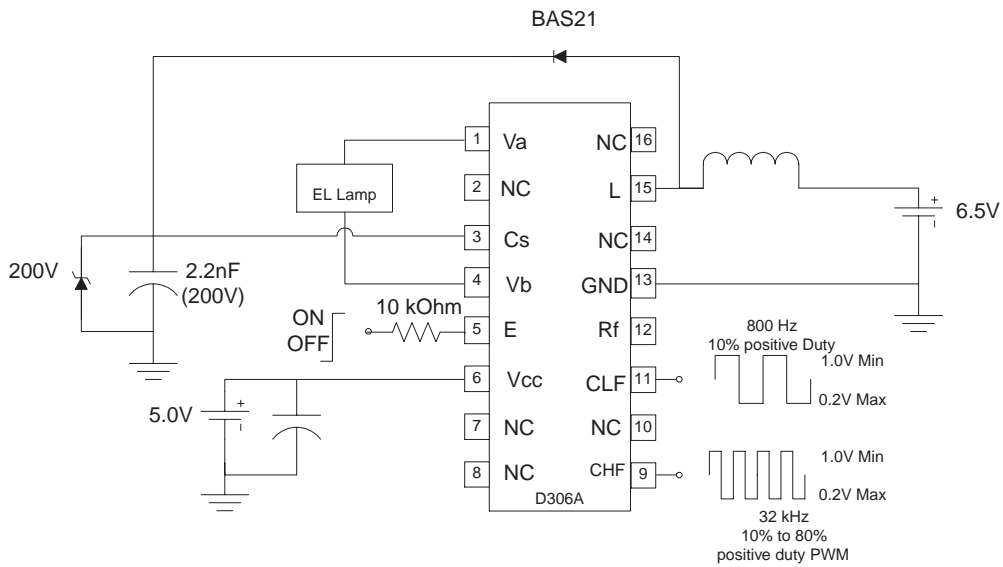 BAS21
1
Va
NC
16
2
NC
L
15
EL Lamp
6.5V
+
3
Cs
NC
14
200V
2.2nF
(200V)
4
Vb
GND
13
10 kOhm
ON
OFF
5
E
Rf
12
800 Hz
10% positive Duty
1.0V Min
0.2V Max
6
Vcc
CLF
11
5.0V
+
7
NC
NC
10
8
NC
CHF
9
1.0V Min
0.2V Max
D306A
32 kHz
10% to 80%
positive duty PWM